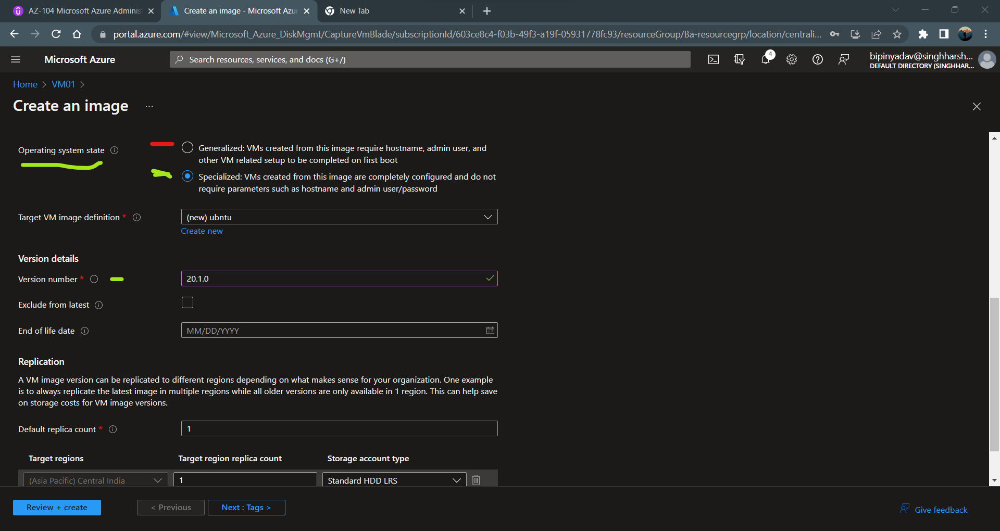 AZ-104 Microsoft Azure Adminis
Create an image - Microsoft Azur
New Tab
portal.azure.com/#view/Microsoft_Azure_DiskMgmt/CaptureVmBlade/subscriptionId/603ce8c4-f03b-49f3-a19f-05931778fc93/resourceGroup/Ba-resourcegrp/location/centrali...
Microsoft Azure
Search resources, services, and docs (G+/)
4
bipinyadav@singhharsh...
DEFAULT DIRECTORY (SINGHHAR...
Home > VM01 >
Create an image ...
Operating system state
Generalized: VMs created from this image require hostname, admin user, and
other VM related setup to be completed on first boot
Specialized: VMs created from this image are completely configured and do not
require parameters such as hostname and admin user/password
Target VM image definition *
(new) ubntu
Create new
Version details
Version number *
20.1.0
Exclude from latest
End of life date
MM/DD/YYYY
Replication
A VM image version can be replicated to different regions depending on what makes sense for your organization. One example
is to always replicate the latest image in multiple regions while all older versions are only available in 1 region. This can help save
on storage costs for VM image versions.
Default replica count *
1
Target regions Target region replica count Storage account type
(Asia Pacific) Central India 1 Standard HDD LRS
Review + create
< Previous
Next : Tags >
Give feedback